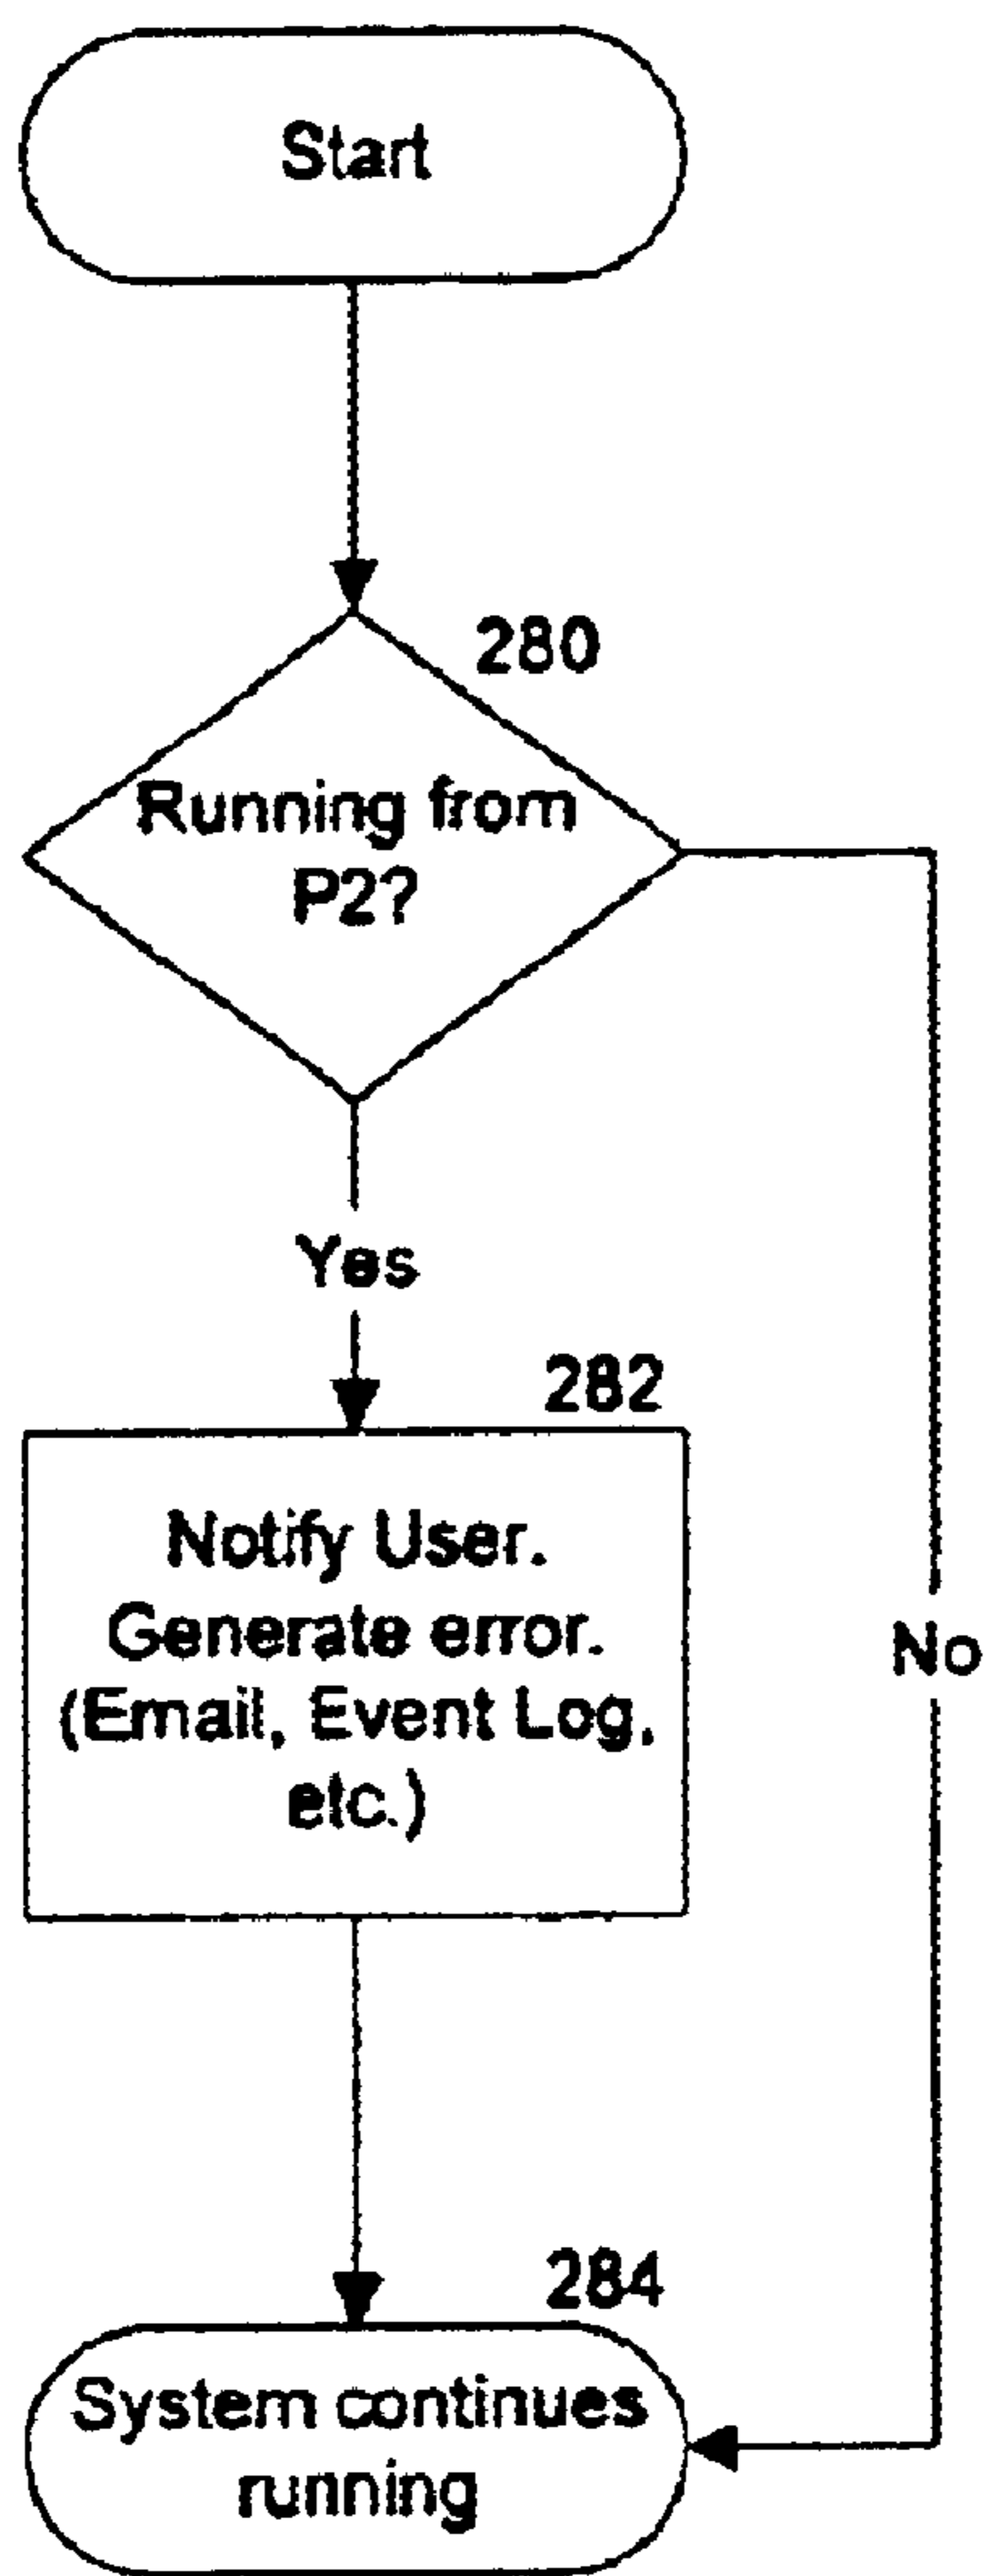 Start
280
Running from
P2?
Yes
282
Notify User.
Generate error.
(Email, Event Log,
etc.)
No
284
System continues
running